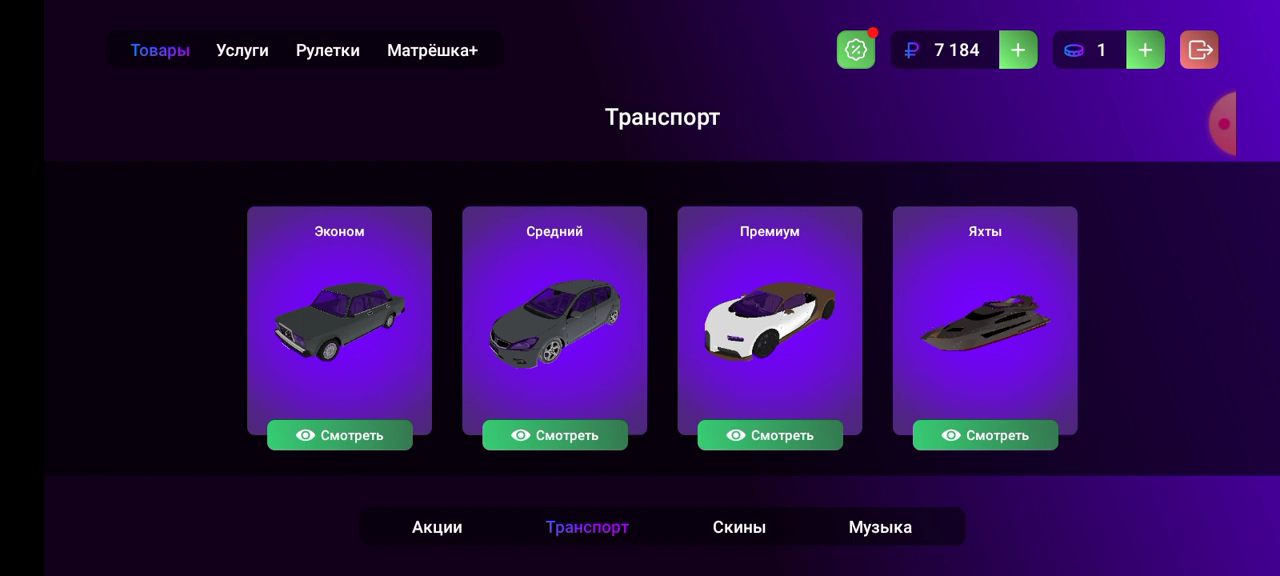 Товары Услуги Рулетки Матрёшка+ 7 184 + 1 +
Транспорт
Эконом Средний Премиум Яхты
Смотреть Смотреть Смотреть Смотреть
Акции Транспорт Скины Музыка